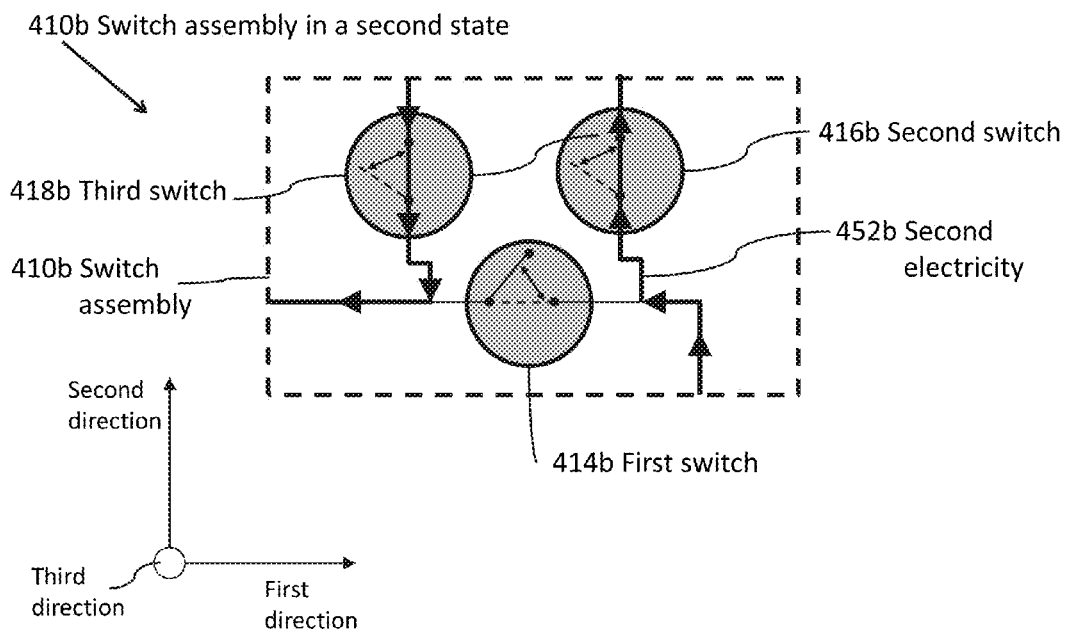 410b Switch assembly in a second state
416b Second switch
418b Third switch
452b Second
electricity
410b Switch
assembly
Second
direction
414b First switch
Third
direction
First
direction